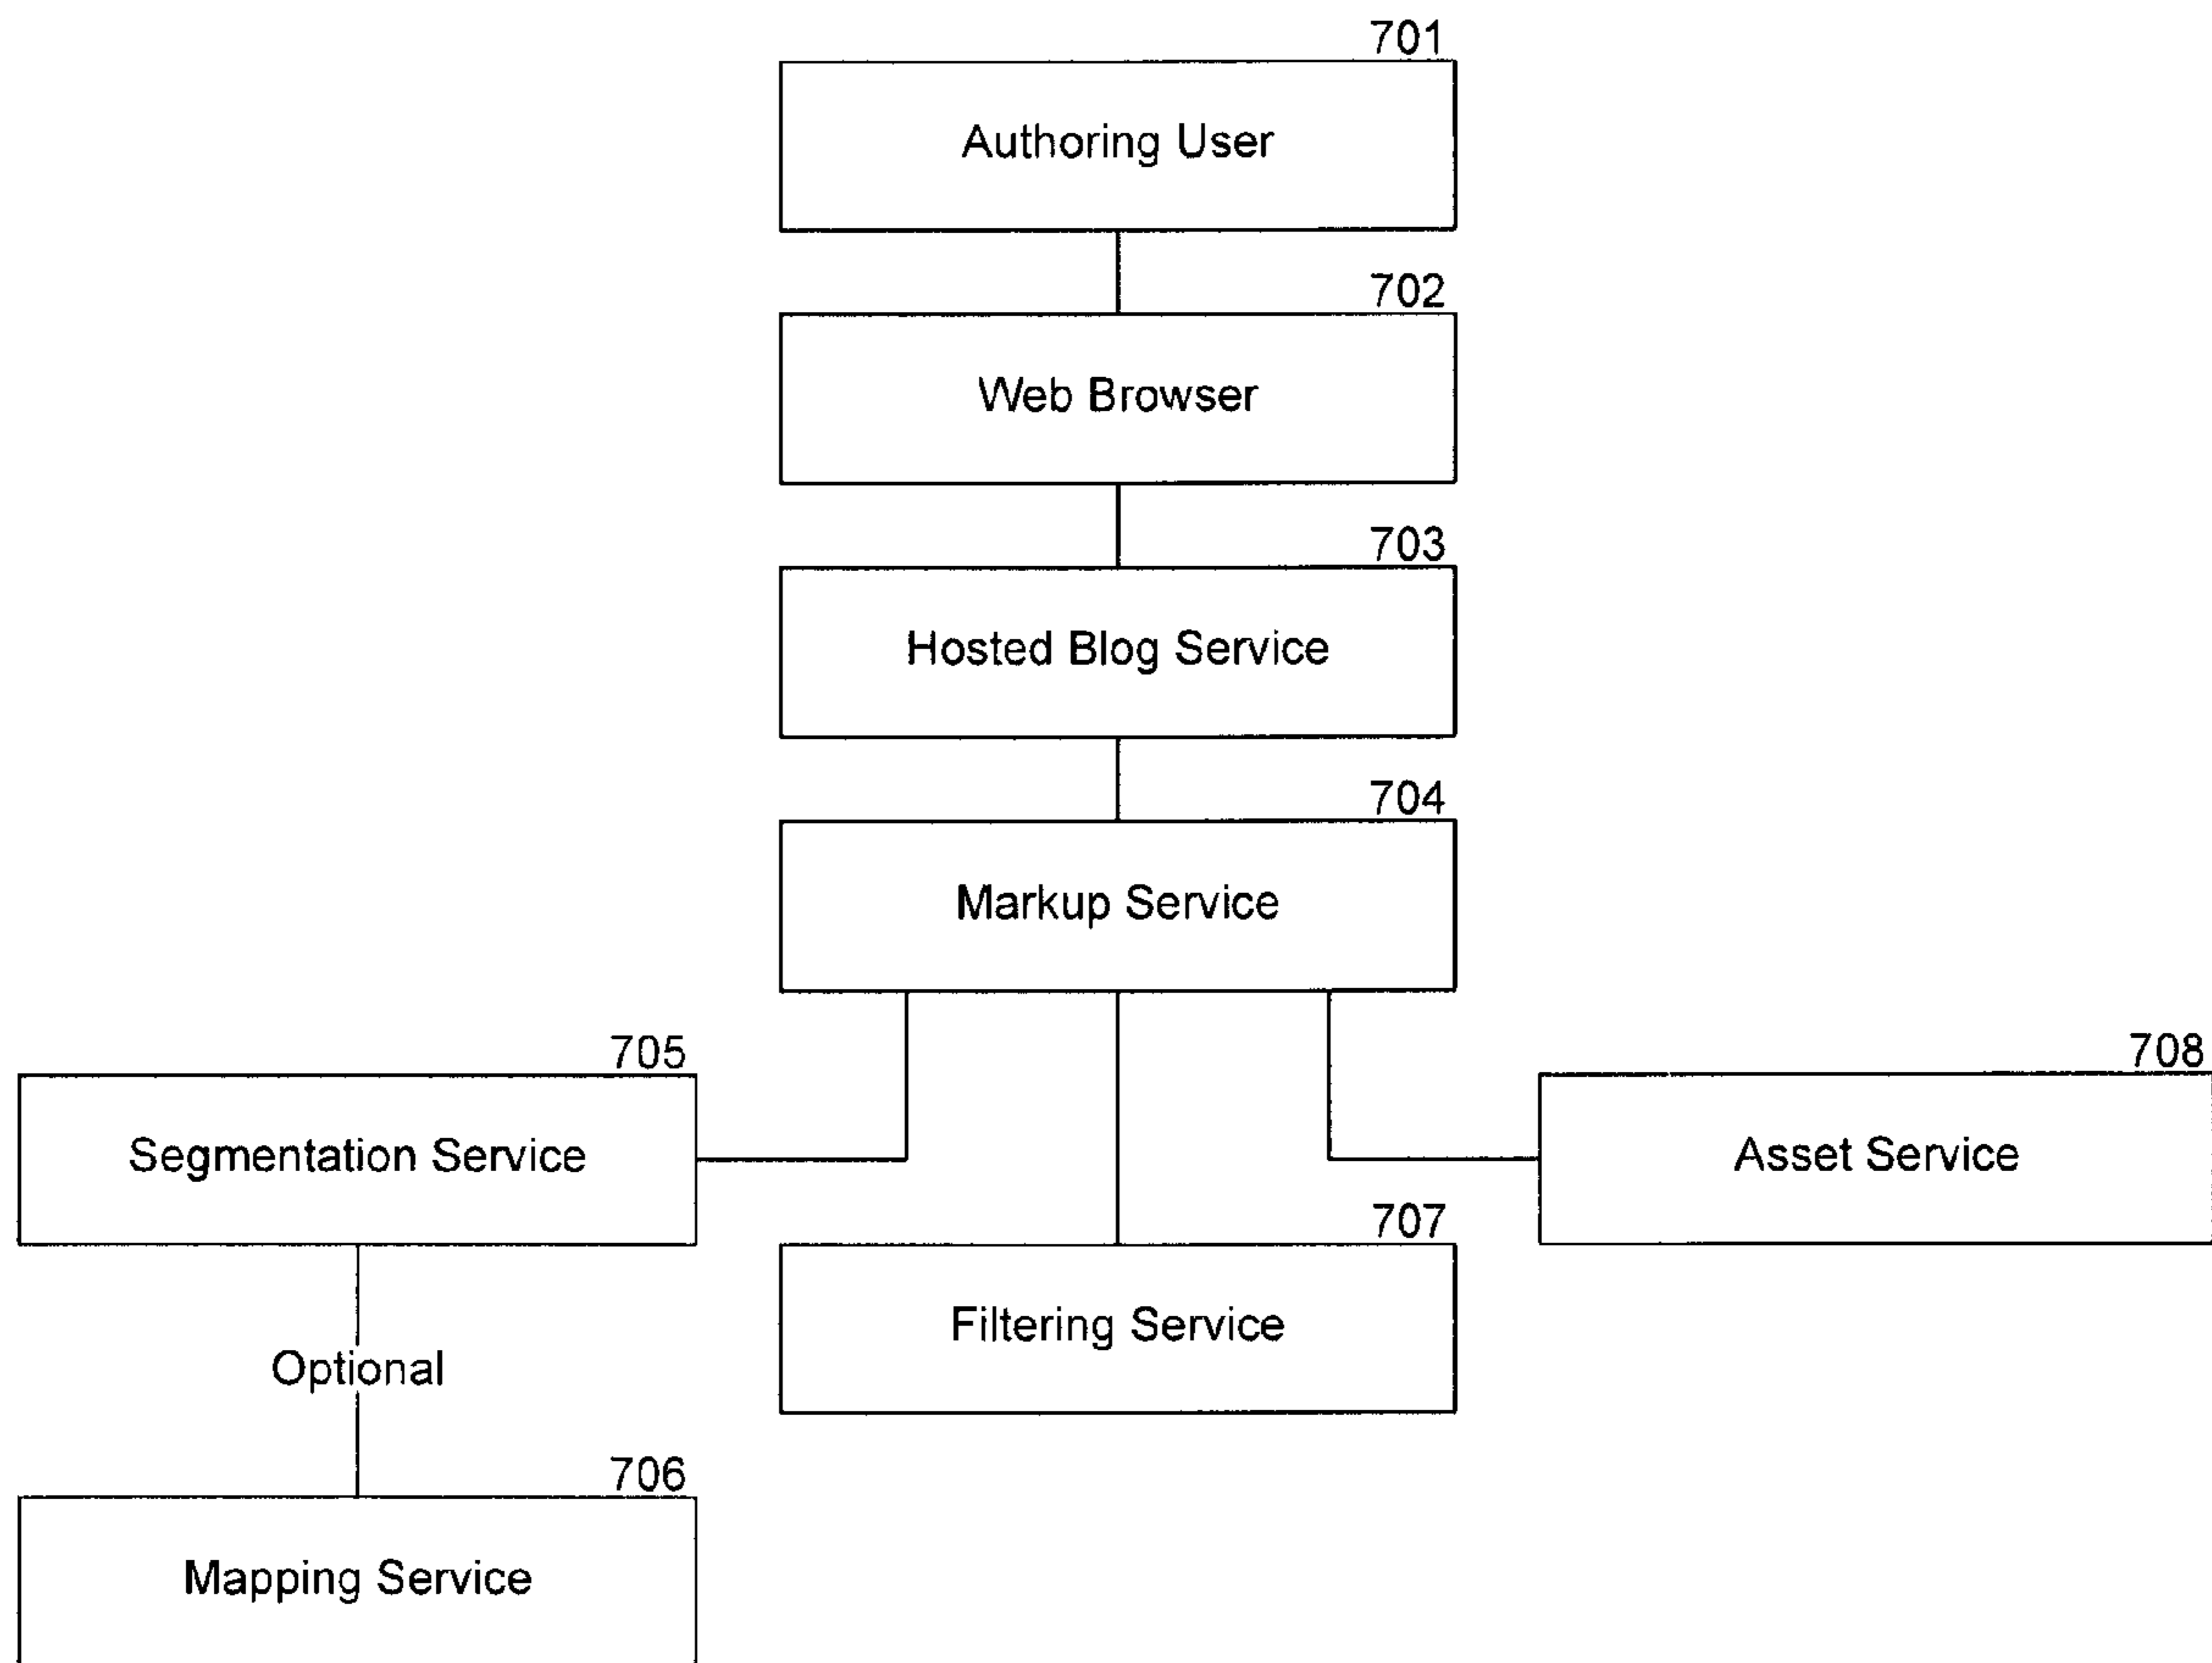 701
Authoring User
702
Web Browser
703
Hosted Blog Service
704
Markup Service
705
Segmentation Service
708
Asset Service
707
Filtering Service
Optional
706
Mapping Service